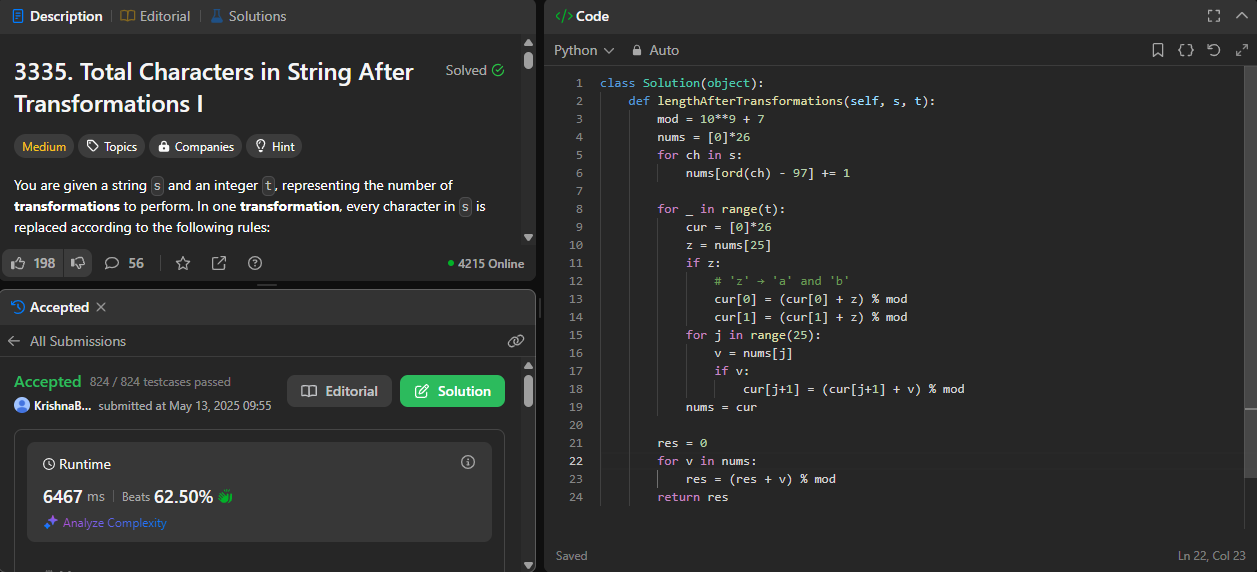 Description
Editorial
Solutions
3335. Total Characters in String After
Transformations I
Solved
Medium
Topics
Companies
Hint
You are given a string s and an integer t, representing the number of
transformations to perform. In one transformation, every character in s is
replaced according to the following rules:
198
56
4215 Online
Accepted
All Submissions
Accepted 824 / 824 testcases passed
KrishnaB... submitted at May 13, 2025 09:55
Editorial
Solution
Runtime
6467 ms | Beats 62.50%
Analyze Complexity
</> Code
Python
Auto
1 class Solution(object):
2     def lengthAfterTransformations(self, s, t):
3         mod = 10**9 + 7
4         nums = [0]*26
5         for ch in s:
6             nums[ord(ch) - 97] += 1
7
8         for _ in range(t):
9             cur = [0]*26
10             z = nums[25]
11             if z:
12                 # 'z' → 'a' and 'b'
13                 cur[0] = (cur[0] + z) % mod
14                 cur[1] = (cur[1] + z) % mod
15             for j in range(25):
16                 v = nums[j]
17                 if v:
18                     cur[j+1] = (cur[j+1] + v) % mod
19             nums = cur
20
21         res = 0
22         for v in nums:
23             res = (res + v) % mod
24         return res
Saved
Ln 22, Col 23